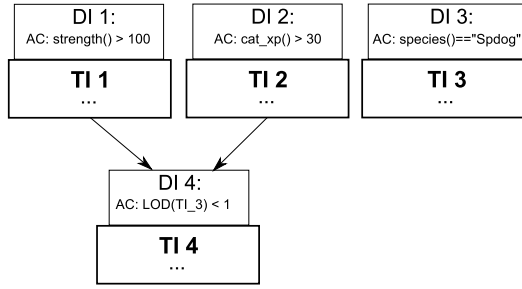 DI 1:
AC: strength() > 100
TI 1
...
DI 2:
AC: cat_xp() > 30
TI 2
...
DI 3:
AC: species()=="Spdog"
TI 3
...
DI 4:
AC: LOD(TI_3) < 1
TI 4
...